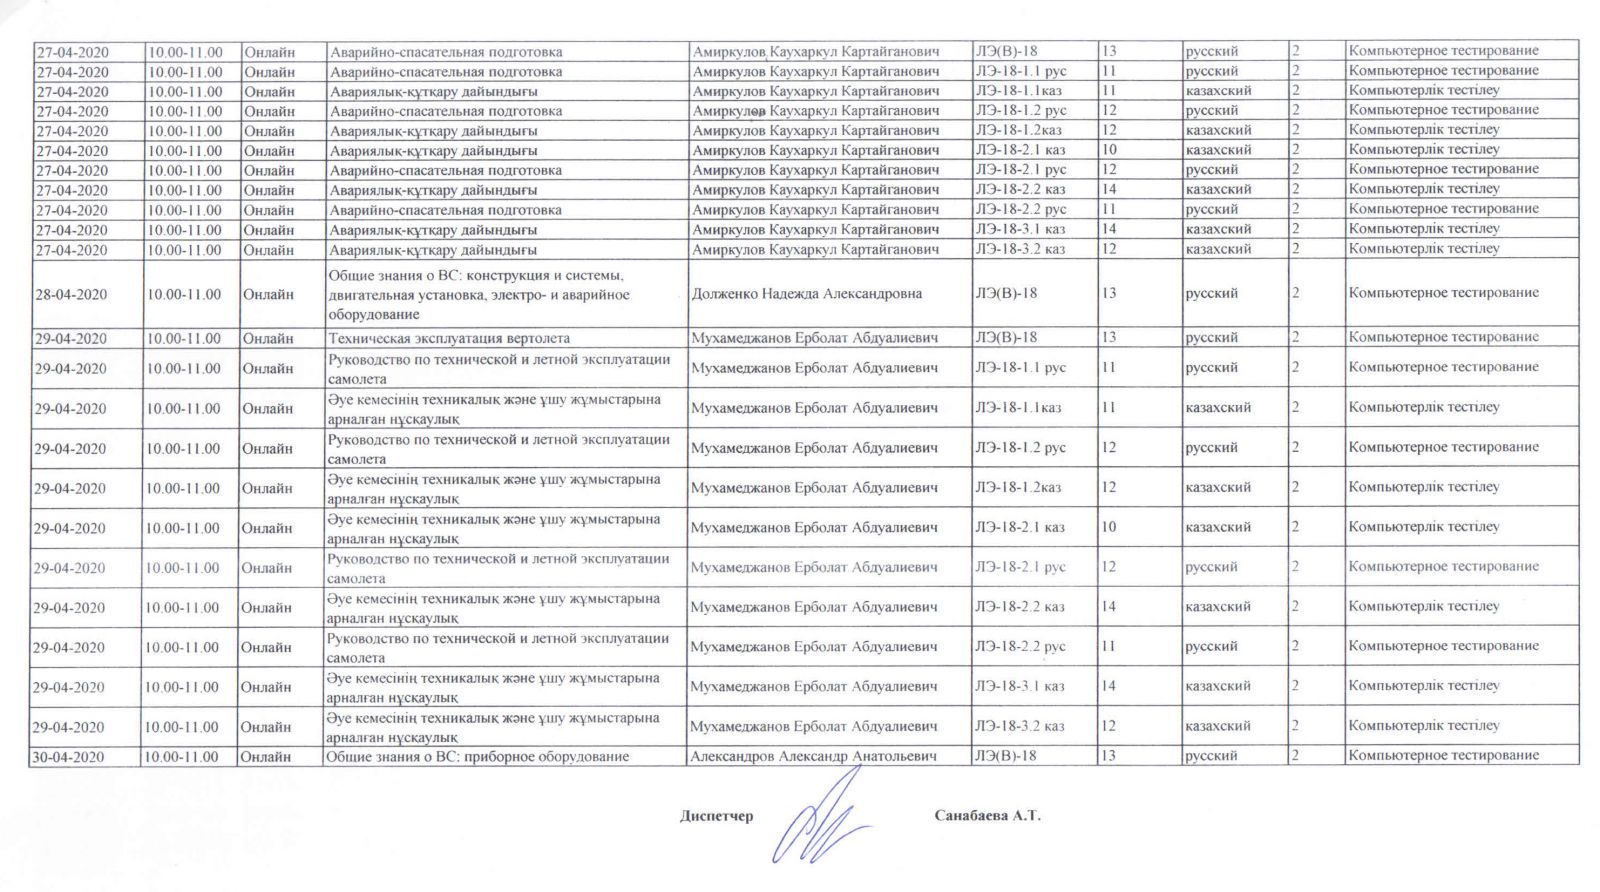 27-04-2020 10.00-11.00 Онлайн Аварийно-спасательная подготовка Амиркулов Каухаркул Картайганович ЛЭ(В)-18 13 русский 2 Компьютерное тестирование
27-04-2020 10.00-11.00 Онлайн Аварийно-спасательная подготовка Амиркулов Каухаркул Картайганович ЛЭ-18-1.1 рус 11 русский 2 Компьютерное тестирование
27-04-2020 10.00-11.00 Онлайн Авариялық-құтқару дайындығы Амиркулов Каухаркул Картайганович ЛЭ-18-1.1каз 11 казахский 2 Компьютерлік тестілеу
27-04-2020 10.00-11.00 Онлайн Аварийно-спасательная подготовка Амиркулов Каухаркул Картайганович ЛЭ-18-1.2 рус 12 русский 2 Компьютерное тестирование
27-04-2020 10.00-11.00 Онлайн Авариялық-құтқару дайындығы Амиркулов Каухаркул Картайганович ЛЭ-18-1.2каз 12 казахский 2 Компьютерлік тестілеу
27-04-2020 10.00-11.00 Онлайн Авариялық-құтқару дайындығы Амиркулов Каухаркул Картайганович ЛЭ-18-2.1 каз 10 казахский 2 Компьютерлік тестілеу
27-04-2020 10.00-11.00 Онлайн Аварийно-спасательная подготовка Амиркулов Каухаркул Картайганович ЛЭ-18-2.1 рус 12 русский 2 Компьютерное тестирование
27-04-2020 10.00-11.00 Онлайн Авариялық-құтқару дайындығы Амиркулов Каухаркул Картайганович ЛЭ-18-2.2 каз 14 казахский 2 Компьютерлік тестілеу
27-04-2020 10.00-11.00 Онлайн Аварийно-спасательная подготовка Амиркулов Каухаркул Картайганович ЛЭ-18-2.2 рус 11 русский 2 Компьютерное тестирование
27-04-2020 10.00-11.00 Онлайн Авариялық-құтқару дайындығы Амиркулов Каухаркул Картайганович ЛЭ-18-3.1 каз 14 казахский 2 Компьютерлік тестілеу
27-04-2020 10.00-11.00 Онлайн Авариялық-құтқару дайындығы Амиркулов Каухаркул Картайганович ЛЭ-18-3.2 каз 12 казахский 2 Компьютерлік тестілеу
Общие знания о ВС: конструкция и системы,
28-04-2020 10.00-11.00 Онлайн двигательная установка, электро- и аварийное Долженко Надежда Александровна ЛЭ(В)-18 13 русский 2 Компьютерное тестирование
оборудование
29-04-2020 10.00-11.00 Онлайн Техническая эксплуатация вертолета Мухамеджанов Ерболат Абдуалиевич ЛЭ(В)-18 13 русский 2 Компьютерное тестирование
29-04-2020 10.00-11.00 Онлайн Руководство по технической и летной эксплуатации
самолета Мухамеджанов Ерболат Абдуалиевич ЛЭ-18-1.1 рус 11 русский 2 Компьютерное тестирование
29-04-2020 10.00-11.00 Онлайн Әуе кемесінің техникалық және ұшу жұмыстарына
арналған нұсқаулық Мухамеджанов Ерболат Абдуалиевич ЛЭ-18-1.1каз 11 казахский 2 Компьютерлік тестілеу
29-04-2020 10.00-11.00 Онлайн Руководство по технической и летной эксплуатации
самолета Мухамеджанов Ерболат Абдуалиевич ЛЭ-18-1.2 рус 12 русский 2 Компьютерное тестирование
29-04-2020 10.00-11.00 Онлайн Әуе кемесінің техникалық және ұшу жұмыстарына
арналған нұсқаулық Мухамеджанов Ерболат Абдуалиевич ЛЭ-18-1.2каз 12 казахский 2 Компьютерлік тестілеу
29-04-2020 10.00-11.00 Онлайн Әуе кемесінің техникалық және ұшу жұмыстарына
арналған нұсқаулық Мухамеджанов Ерболат Абдуалиевич ЛЭ-18-2.1 каз 10 казахский 2 Компьютерлік тестілеу
29-04-2020 10.00-11.00 Онлайн Руководство по технической и летной эксплуатации
самолета Мухамеджанов Ерболат Абдуалиевич ЛЭ-18-2.1 рус 12 русский 2 Компьютерное тестирование
29-04-2020 10.00-11.00 Онлайн Әуе кемесінің техникалық және ұшу жұмыстарына
арналған нұсқаулық Мухамеджанов Ерболат Абдуалиевич ЛЭ-18-2.2 каз 14 казахский 2 Компьютерлік тестілеу
29-04-2020 10.00-11.00 Онлайн Руководство по технической и летной эксплуатации
самолета Мухамеджанов Ерболат Абдуалиевич ЛЭ-18-2.2 рус 11 русский 2 Компьютерное тестирование
29-04-2020 10.00-11.00 Онлайн Әуе кемесінің техникалық және ұшу жұмыстарына
арналған нұсқаулық Мухамеджанов Ерболат Абдуалиевич ЛЭ-18-3.1 каз 14 казахский 2 Компьютерлік тестілеу
29-04-2020 10.00-11.00 Онлайн Әуе кемесінің техникалық және ұшу жұмыстарына
арналған нұсқаулық Мухамеджанов Ерболат Абдуалиевич ЛЭ-18-3.2 каз 12 казахский 2 Компьютерлік тестілеу
30-04-2020 10.00-11.00 Онлайн Общие знания о ВС: приборное оборудование Александров Александр Анатольевич ЛЭ(В)-18 13 русский 2 Компьютерное тестирование
Диспетчер Санабаева А.Т.